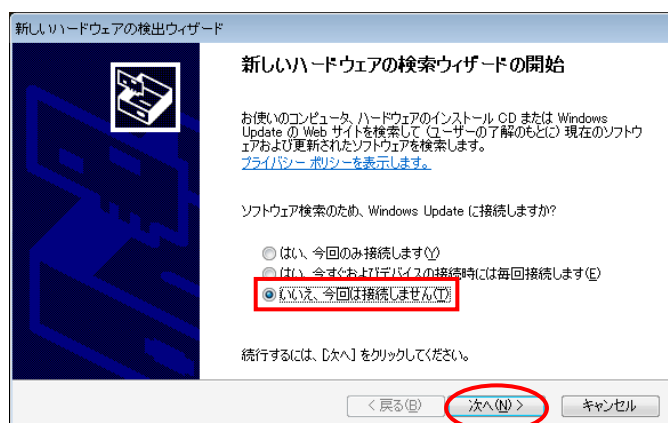 新しいハードウェアの検出ウィザード
新しいハードウェアの検索ウィザードの開始
お使いのコンピュータ、ハードウェアのインストール CD または Windows
Update の Web サイトを検索して (ユーザーの了解のもとに) 現在のソフトウ
ェアおよび更新されたソフトウェアを検索します。
プライバシー ポリシーを表示します。
ソフトウェア検索のため、Windows Update に接続しますか?
はい、今回のみ接続します(Y)
はい、今すぐおよびデバイスの接続時には毎回接続します(E)
いいえ、今回は接続しません(T)
続行するには、[次へ] をクリックしてください。
< 戻る(B)
次へ(N) >
キャンセル